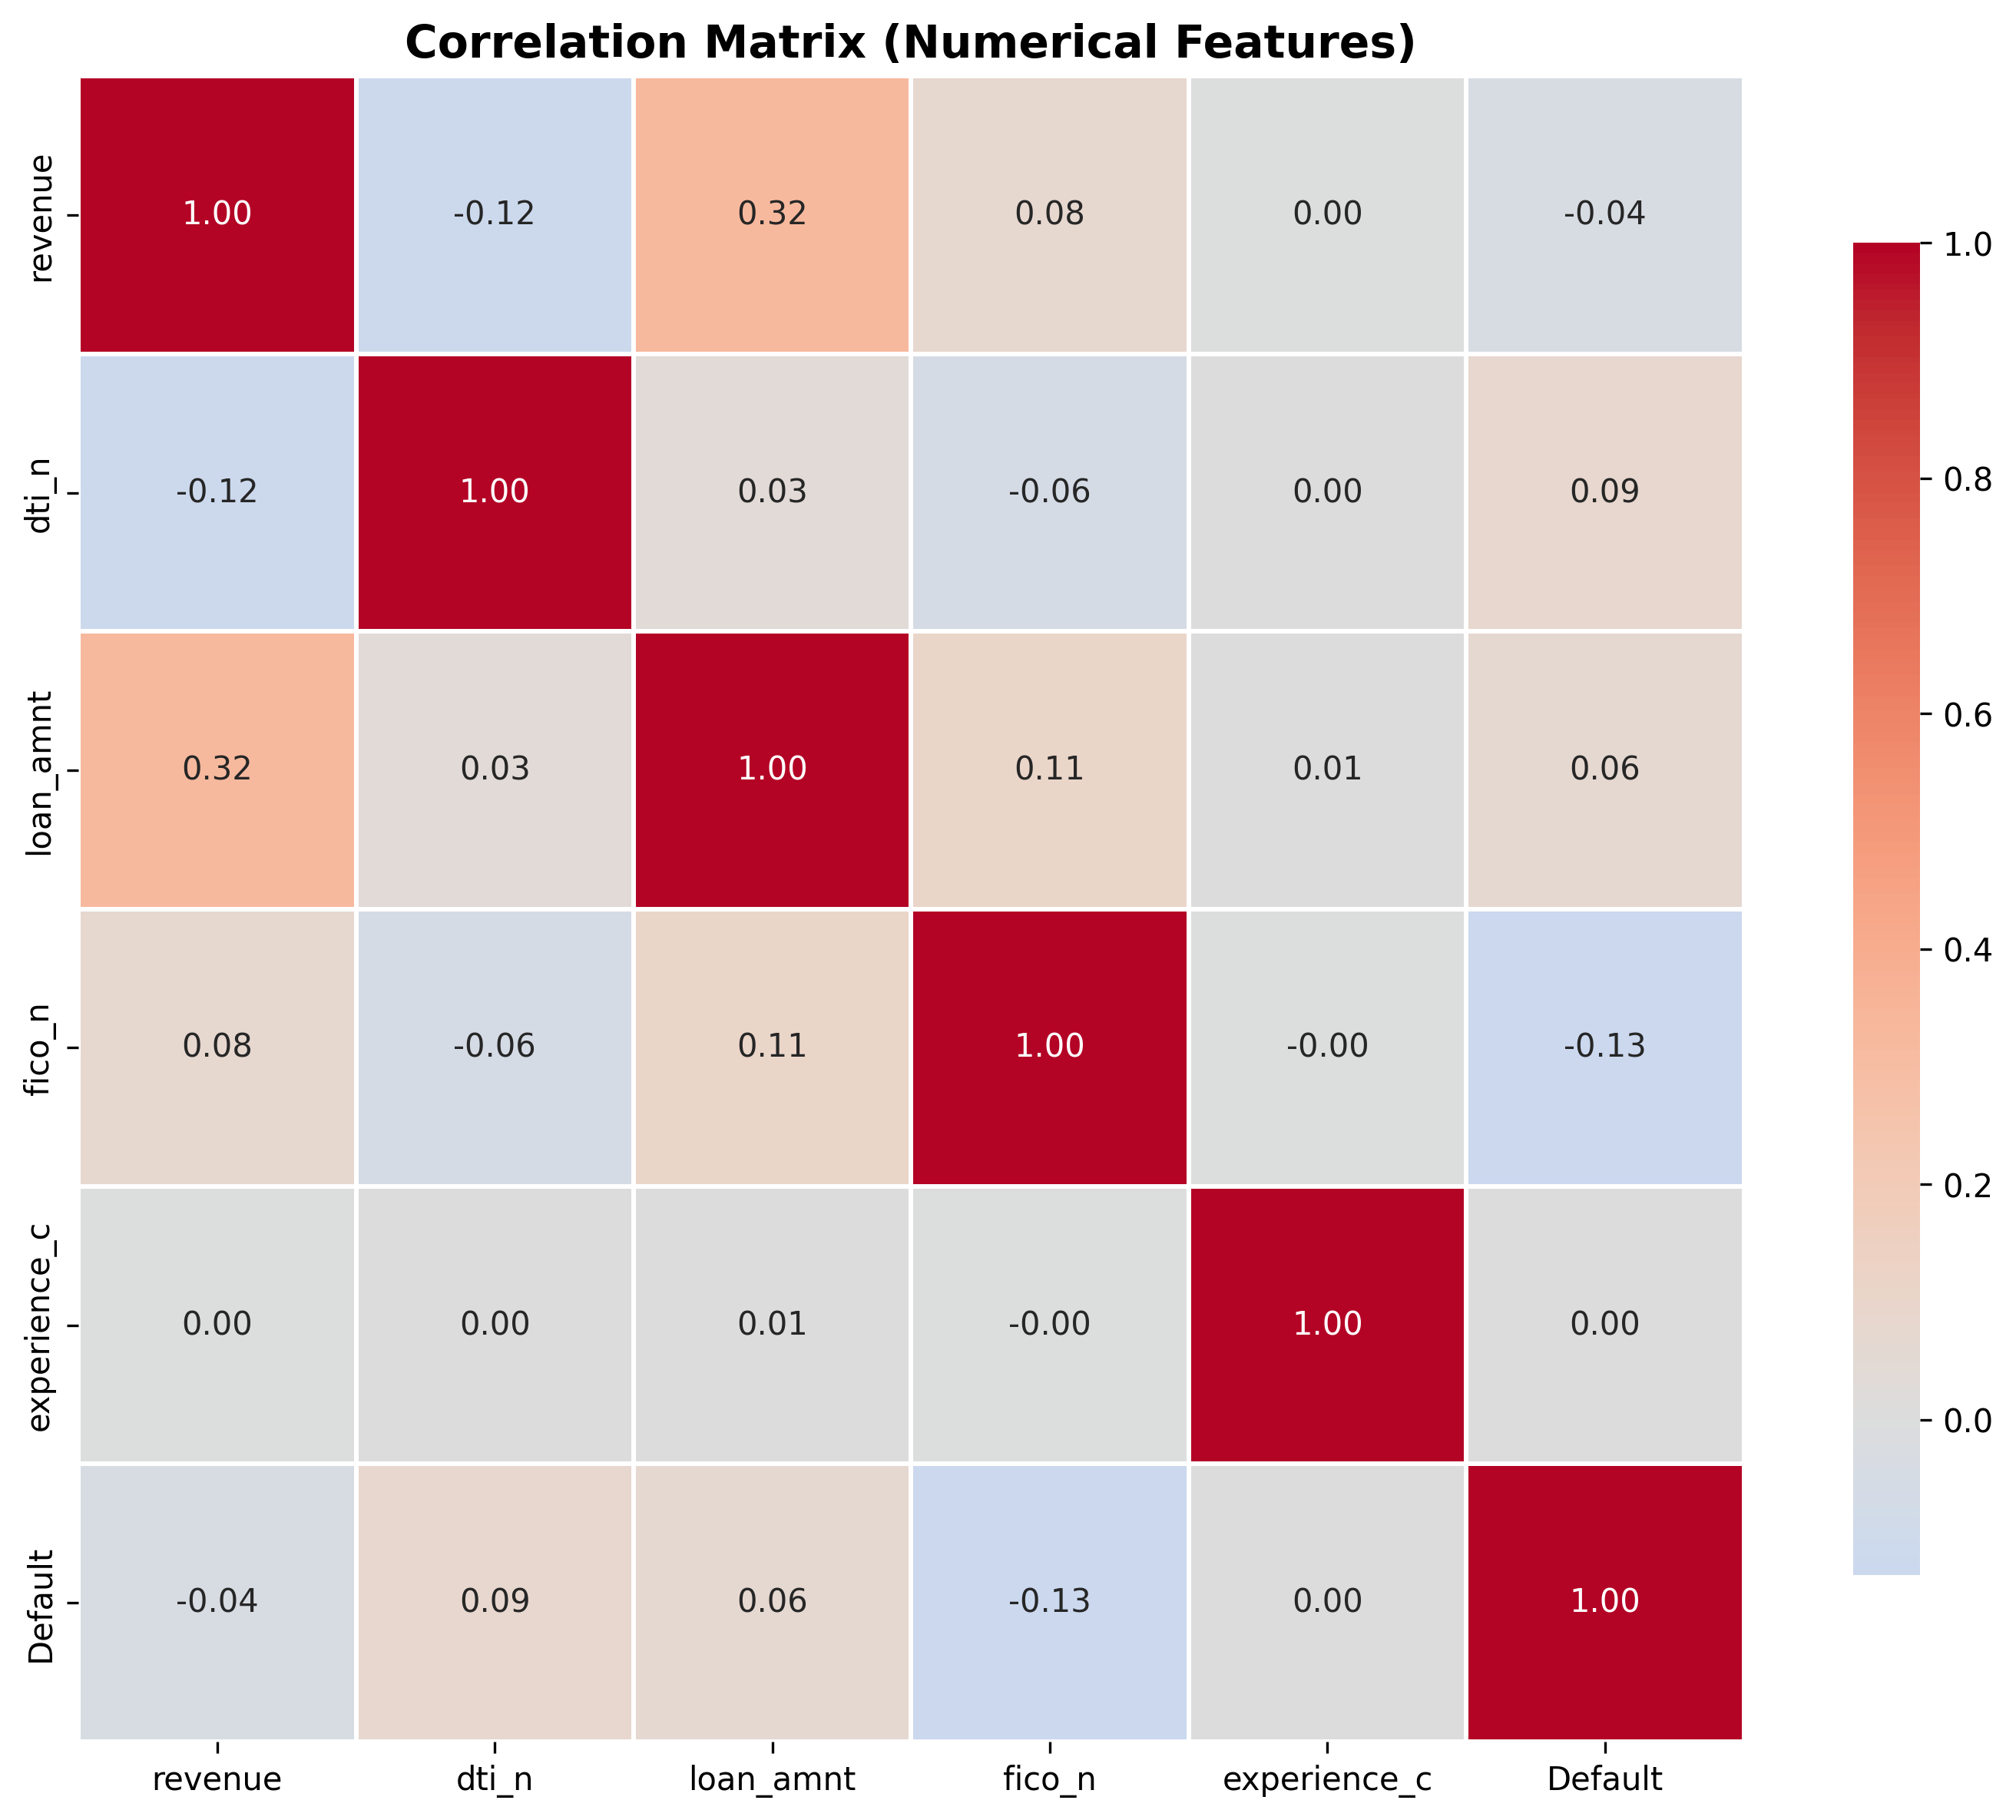 Correlation Matrix (Numerical Features)
revenue 1.00 -0.12 0.32 0.08 0.00 -0.04
dti_n -0.12 1.00 0.03 -0.06 0.00 0.09
loan_amnt 0.32 0.03 1.00 0.11 0.01 0.06
fico_n 0.08 -0.06 0.11 1.00 -0.00 -0.13
experience_c 0.00 0.00 0.01 -0.00 1.00 0.00
Default -0.04 0.09 0.06 -0.13 0.00 1.00
revenue dti_n loan_amnt fico_n experience_c Default
1.0
0.8
0.6
0.4
0.2
0.0